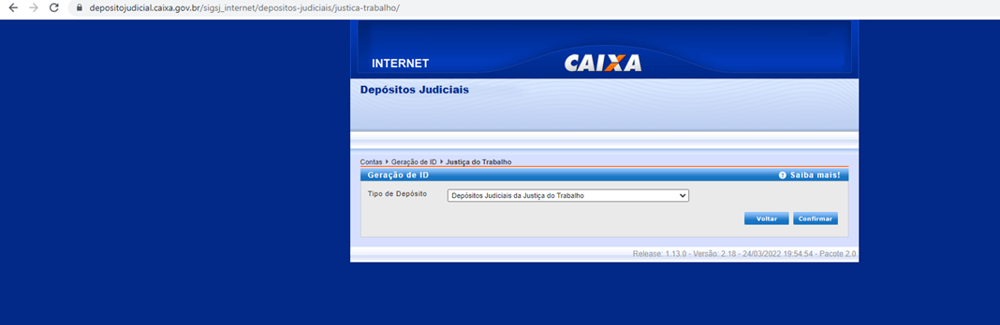 depositojudicial.caixa.gov.br/sigsj_internet/depositos-judiciais/justica-trabalho/
INTERNET
CAIXA
Depósitos Judiciais
Contas Geração de ID Justiça do Trabalho
Geração de ID
? Saiba mais!
Tipo de Depósito
Depósitos Judiciais da Justiça do Trabalho
Voltar
Confirmar
Release: 1.13.0 - Versão: 2.18 - 24/03/2022 19:54:54 - Pacote 2.0